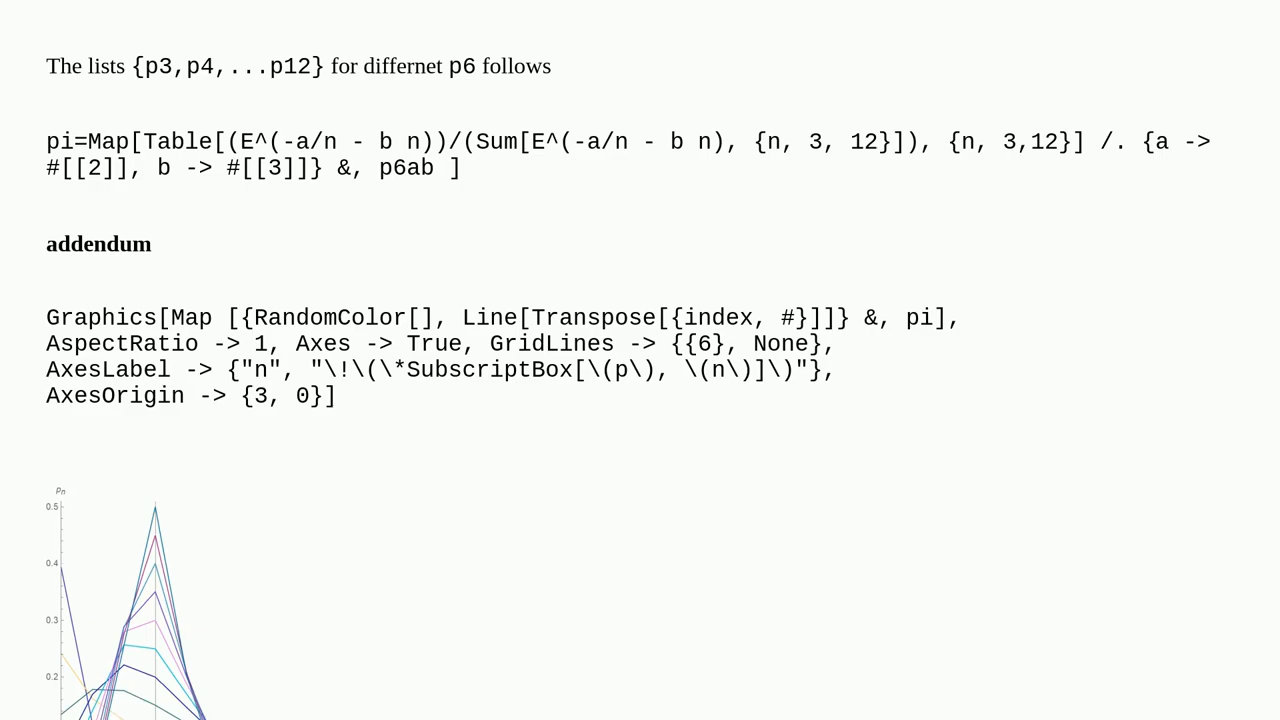 The lists {p3,p4,...p12} for differnet p6 follows
pi=Map[Table[(E^(-a/n - b n))/(Sum[E^(-a/n - b n), {n, 3, 12}]), {n, 3,12}] /. {a ->
#[[2]], b -> #[[3]]} &, p6ab ]
addendum
Graphics[Map [{RandomColor[], Line[Transpose[{index, #}]]} &, pi],
AspectRatio -> 1, Axes -> True, GridLines -> {{6}, None},
AxesLabel -> {"n", "\!\(\*SubscriptBox[\(p\), \(n\)]\)"},
AxesOrigin -> {3, 0}]
pn
0.5
0.4
0.3
0.2